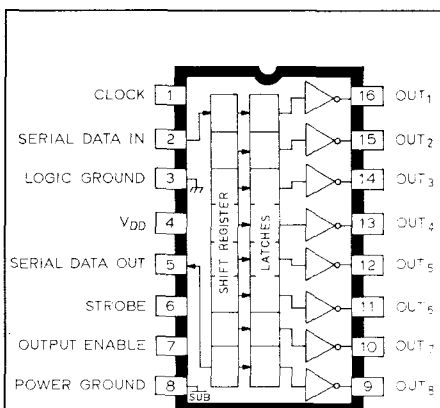 CLOCK 1 16 OUT1
SERIAL DATA IN 2 15 OUT2
LOGIC GROUND 3 14 OUT3
VDD 4 13 OUT4
SERIAL DATA OUT 5 12 OUT5
STROBE 6 11 OUT6
OUTPUT ENABLE 7 10 OUT7
POWER GROUND 8 SUB 9 OUT8
SHIFT REGISTER
LATCHES